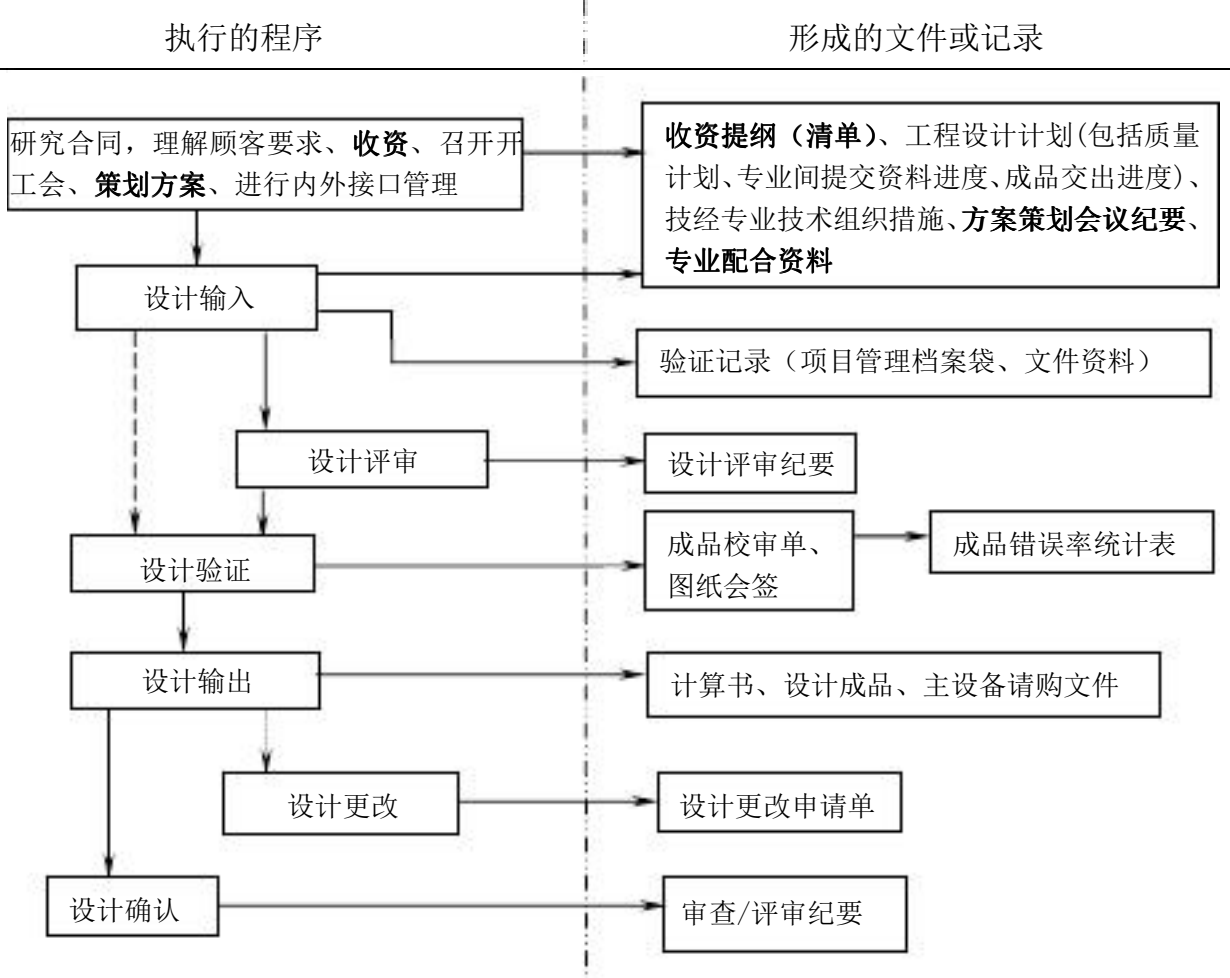 执行的程序
形成的文件或记录
研究合同，理解顾客要求、收资、召开开
工会、策划方案、进行内外接口管理
收资提纲（清单）、工程设计计划(包括质量
计划、专业间提交资料进度、成品交出进度)、
技经专业技术组织措施、方案策划会议纪要、
专业配合资料
设计输入
验证记录（项目管理档案袋、文件资料）
设计评审
设计评审纪要
设计验证
成品校审单、
图纸会签
成品错误率统计表
设计输出
计算书、设计成品、主设备请购文件
设计更改
设计更改申请单
设计确认
审查/评审纪要